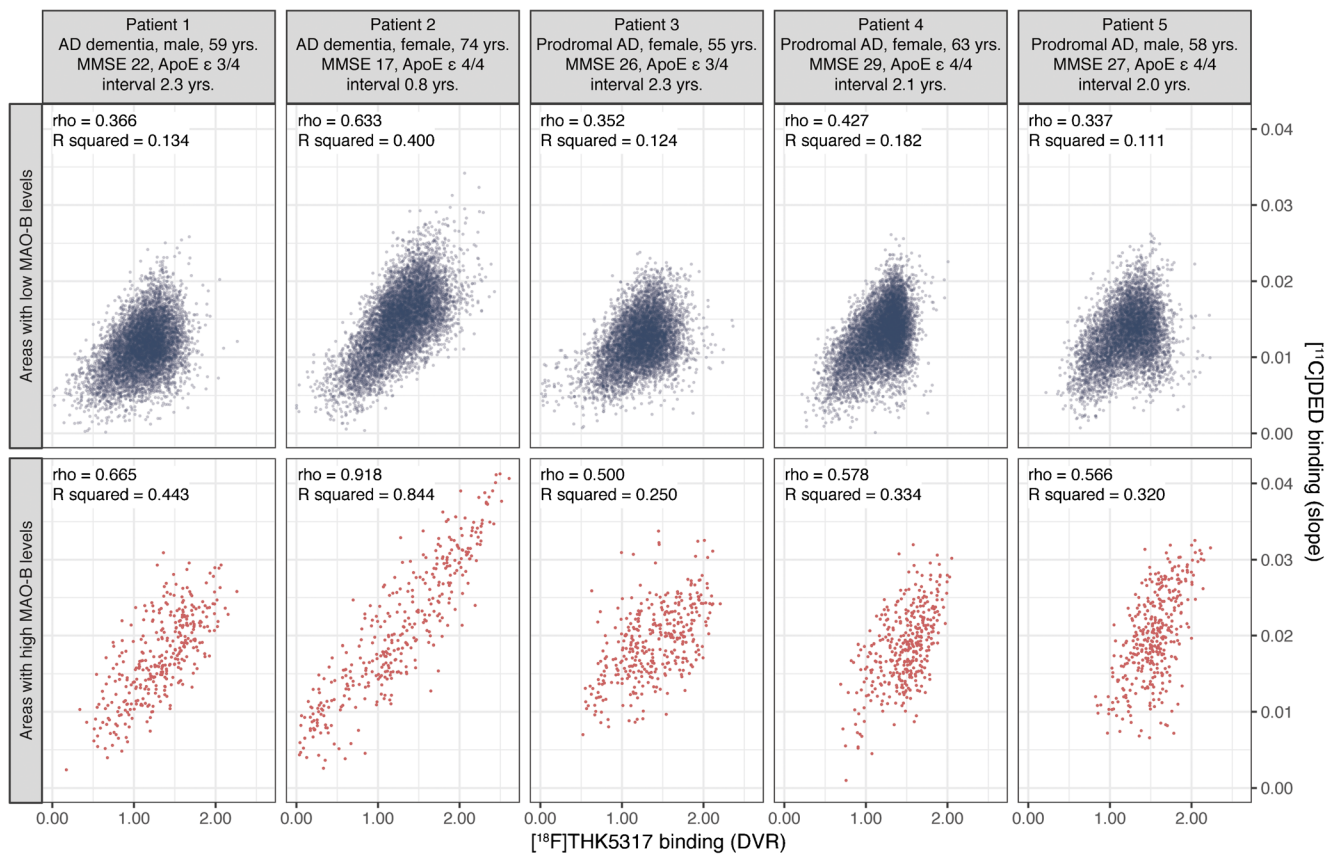 Patient 1
AD dementia, male, 59 yrs.
MMSE 22, ApoE ε 3/4
interval 2.3 yrs.
Patient 2
AD dementia, female, 74 yrs.
MMSE 17, ApoE ε 4/4
interval 0.8 yrs.
Patient 3
Prodromal AD, female, 55 yrs.
MMSE 26, ApoE ε 3/4
interval 2.3 yrs.
Patient 4
Prodromal AD, female, 63 yrs.
MMSE 29, ApoE ε 4/4
interval 2.1 yrs.
Patient 5
Prodromal AD, male, 58 yrs.
MMSE 27, ApoE ε 4/4
interval 2.0 yrs.
Areas with low MAO-B levels
rho = 0.366
R squared = 0.134
rho = 0.633
R squared = 0.400
rho = 0.352
R squared = 0.124
rho = 0.427
R squared = 0.182
rho = 0.337
R squared = 0.111
0.04
0.03
0.02
0.01
0.00
Areas with high MAO-B levels
rho = 0.665
R squared = 0.443
rho = 0.918
R squared = 0.844
rho = 0.500
R squared = 0.250
rho = 0.578
R squared = 0.334
rho = 0.566
R squared = 0.320
0.04
0.03
0.02
0.01
0.00
[¹¹C]DED binding (slope)
0.00 1.00 2.00 0.00 1.00 2.00 0.00 1.00 2.00 0.00 1.00 2.00 0.00 1.00 2.00
[¹⁸F]THK5317 binding (DVR)